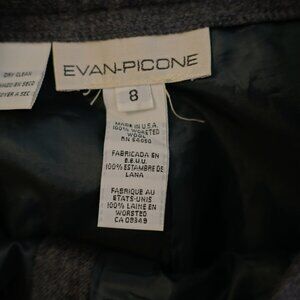 DRY CLEAN
EVAN-PICONE
8
MADE IN U.S.A.
100% WORSTED
WOOL
RN 54050
FABRICADA EN
E.E.U.U.
100% ESTAMBRE DE
LANA
FABRIQUE AU
ETATS-UNIS
100% LAINE EN
WORSTED
CA 09349